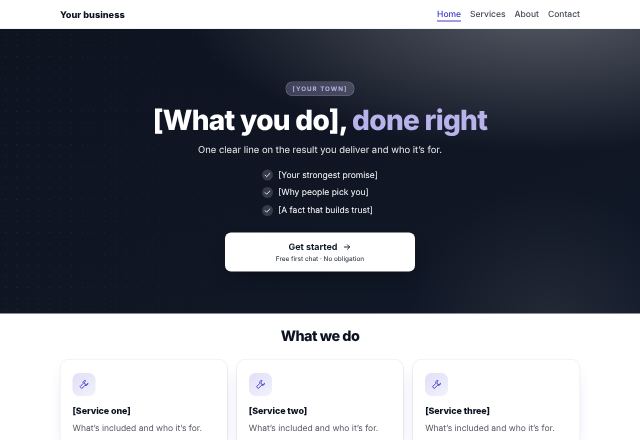 Your business
Home Services About Contact
[YOUR TOWN]
[What you do], done right
One clear line on the result you deliver and who it's for.
[Your strongest promise]
[Why people pick you]
[A fact that builds trust]
Get started →
Free first chat · No obligation
What we do
[Service one]
What's included and who it's for.
[Service two]
What's included and who it's for.
[Service three]
What's included and who it's for.